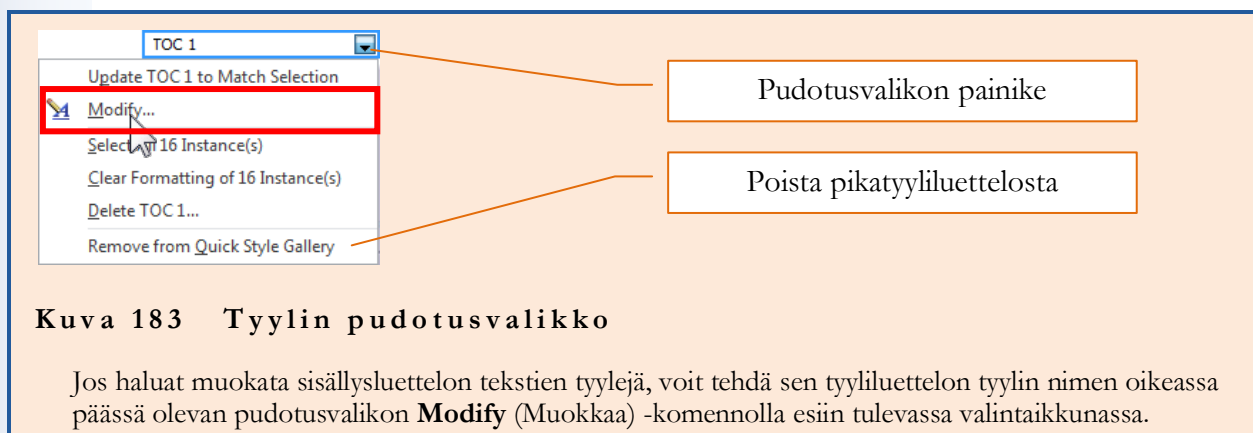 TOC 1
Update TOC 1 to Match Selection
Modify...
Select 16 Instance(s)
Clear Formatting of 16 Instance(s)
Delete TOC 1...
Remove from Quick Style Gallery
Pudotusvalikon painike
Poista pikatyyliluettelosta
Kuva 183 Tyylin pudotusvalikko
Jos haluat muokata sisällysluettelon tekstien tyylejä, voit tehdä sen tyyliluettelon tyylin nimen oikeassa
päässä olevan pudotusvalikon Modify (Muokkaa) -komennolla esiin tulevassa valintaikkunassa.